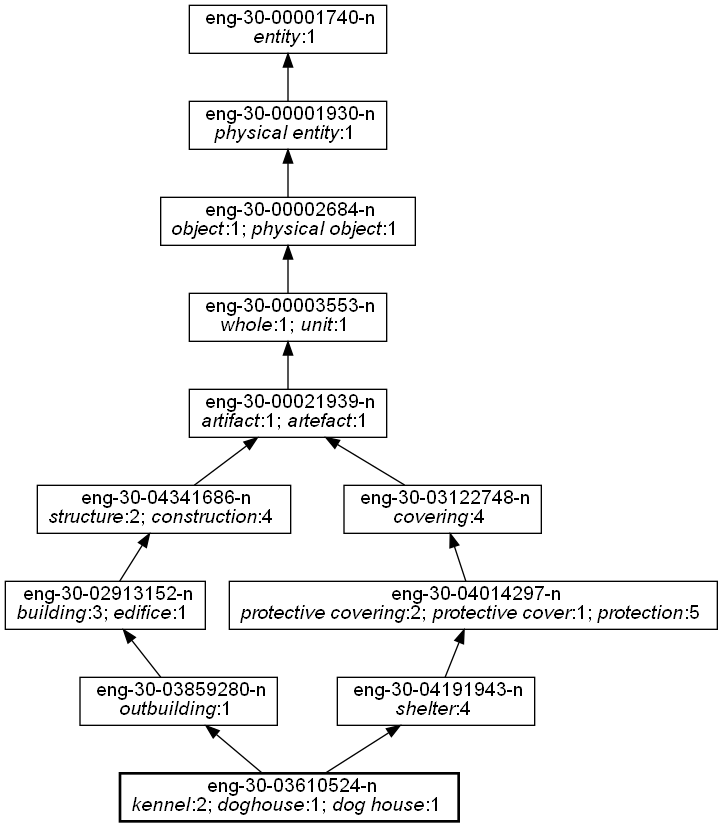 eng-30-00001740-n
entity:1
eng-30-00001930-n
physical entity:1
eng-30-00002684-n
object:1; physical object:1
eng-30-00003553-n
whole:1; unit:1
eng-30-00021939-n
artifact:1; artefact:1
eng-30-04341686-n
structure:2; construction:4
eng-30-03122748-n
covering:4
eng-30-02913152-n
building:3; edifice:1
eng-30-04014297-n
protective covering:2; protective cover:1; protection:5
eng-30-03859280-n
outbuilding:1
eng-30-04191943-n
shelter:4
eng-30-03610524-n
kennel:2; doghouse:1; dog house:1